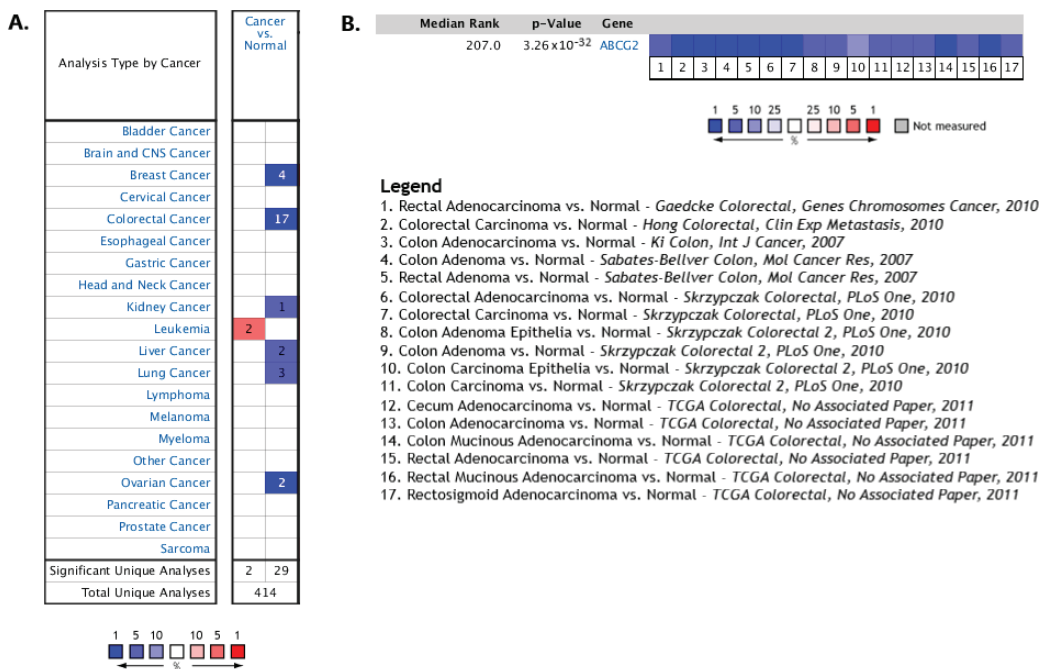 A.
Analysis Type by Cancer
Cancer
vs.
Normal
Bladder Cancer
Brain and CNS Cancer
Breast Cancer 4
Cervical Cancer
Colorectal Cancer 17
Esophageal Cancer
Gastric Cancer
Head and Neck Cancer
Kidney Cancer 1
Leukemia 2
Liver Cancer 2
Lung Cancer 3
Lymphoma
Melanoma
Myeloma
Other Cancer
Ovarian Cancer 2
Pancreatic Cancer
Prostate Cancer
Sarcoma
Significant Unique Analyses 2 29
Total Unique Analyses 414
1 5 10 10 5 1
%
B.
Median Rank p-Value Gene
207.0 3.26 x10-32 ABCG2
1 2 3 4 5 6 7 8 9 10 11 12 13 14 15 16 17
1 5 10 25 25 10 5 1
Not measured
%
Legend
1. Rectal Adenocarcinoma vs. Normal - Gaedcke Colorectal, Genes Chromosomes Cancer, 2010
2. Colorectal Carcinoma vs. Normal - Hong Colorectal, Clin Exp Metastasis, 2010
3. Colon Adenocarcinoma vs. Normal - Ki Colon, Int J Cancer, 2007
4. Colon Adenoma vs. Normal - Sabates-Bellver Colon, Mol Cancer Res, 2007
5. Rectal Adenoma vs. Normal - Sabates-Bellver Colon, Mol Cancer Res, 2007
6. Colorectal Adenocarcinoma vs. Normal - Skrzypczak Colorectal, PLoS One, 2010
7. Colorectal Carcinoma vs. Normal - Skrzypczak Colorectal, PLoS One, 2010
8. Colon Adenoma Epithelia vs. Normal - Skrzypczak Colorectal 2, PLoS One, 2010
9. Colon Adenoma vs. Normal - Skrzypczak Colorectal 2, PLoS One, 2010
10. Colon Carcinoma Epithelia vs. Normal - Skrzypczak Colorectal 2, PLoS One, 2010
11. Colon Carcinoma vs. Normal - Skrzypczak Colorectal 2, PLoS One, 2010
12. Cecum Adenocarcinoma vs. Normal - TCGA Colorectal, No Associated Paper, 2011
13. Colon Adenocarcinoma vs. Normal - TCGA Colorectal, No Associated Paper, 2011
14. Colon Mucinous Adenocarcinoma vs. Normal - TCGA Colorectal, No Associated Paper, 2011
15. Rectal Adenocarcinoma vs. Normal - TCGA Colorectal, No Associated Paper, 2011
16. Rectal Mucinous Adenocarcinoma vs. Normal - TCGA Colorectal, No Associated Paper, 2011
17. Rectosigmoid Adenocarcinoma vs. Normal - TCGA Colorectal, No Associated Paper, 2011